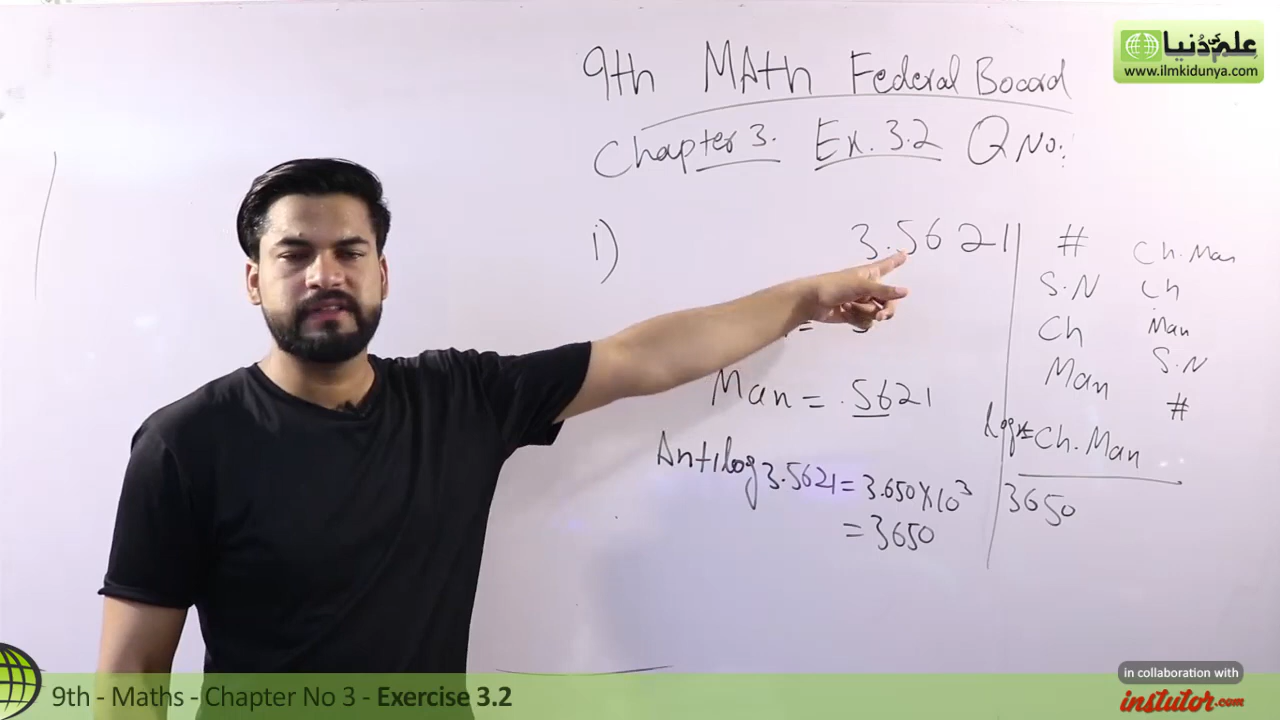 علم کی دنیا
www.ilmkidunya.com
9th MAth Federal Board
Chapter 3. Ex. 3.2 Q No:
i) 3.5621
Man = .5621
Antilog 3.5621 = 3.650 x 10³
= 3650
# Ch. Man
S.N Ch
Ch Man
Man S.N
Ch. Man #
3650
in collaboration with
instutor.com
9th - Maths - Chapter No 3 - Exercise 3.2